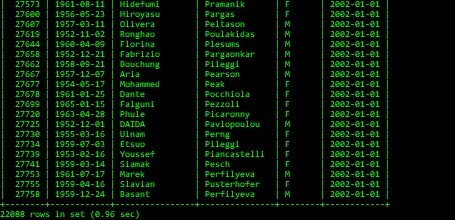 | 27573 | 1961-08-11 | Hidefumi | Pramanik | F | 2002-01-01 |
| 27600 | 1956-05-23 | Hiroyasu | Pargas | F | 2002-01-01 |
| 27607 | 1957-03-11 | Olivera | Peltason | M | 2002-01-01 |
| 27619 | 1952-11-02 | Ronghao | Poulakidas | M | 2002-01-01 |
| 27644 | 1960-04-09 | Florina | Plesums | M | 2002-01-01 |
| 27658 | 1952-12-21 | Fabrizio | Pargaonkar | M | 2002-01-01 |
| 27662 | 1958-09-21 | Bouchung | Pileggi | M | 2002-01-01 |
| 27667 | 1957-12-07 | Aria | Pearson | M | 2002-01-01 |
| 27677 | 1954-05-17 | Mohammed | Peak | F | 2002-01-01 |
| 27678 | 1961-01-25 | Dante | Pocchiola | F | 2002-01-01 |
| 27699 | 1965-01-15 | Falguni | Pezzoli | F | 2002-01-01 |
| 27720 | 1963-04-28 | Phule | Picaronny | F | 2002-01-01 |
| 27725 | 1952-12-01 | DAIDA | Pavlopoulou | M | 2002-01-01 |
| 27730 | 1955-03-16 | Uinam | Perng | F | 2002-01-01 |
| 27734 | 1959-07-03 | Etsuo | Pileggi | F | 2002-01-01 |
| 27739 | 1953-02-16 | Youssef | Piancastelli | F | 2002-01-01 |
| 27741 | 1959-03-14 | Siamak | Pesch | M | 2002-01-01 |
| 27753 | 1961-07-17 | Marek | Perfilyeva | M | 2002-01-01 |
| 27755 | 1959-04-16 | Slavian | Pusterhofer | F | 2002-01-01 |
| 27758 | 1959-12-24 | Basant | Perfilyeva | M | 2002-01-01 |
22088 rows in set (0.96 sec)